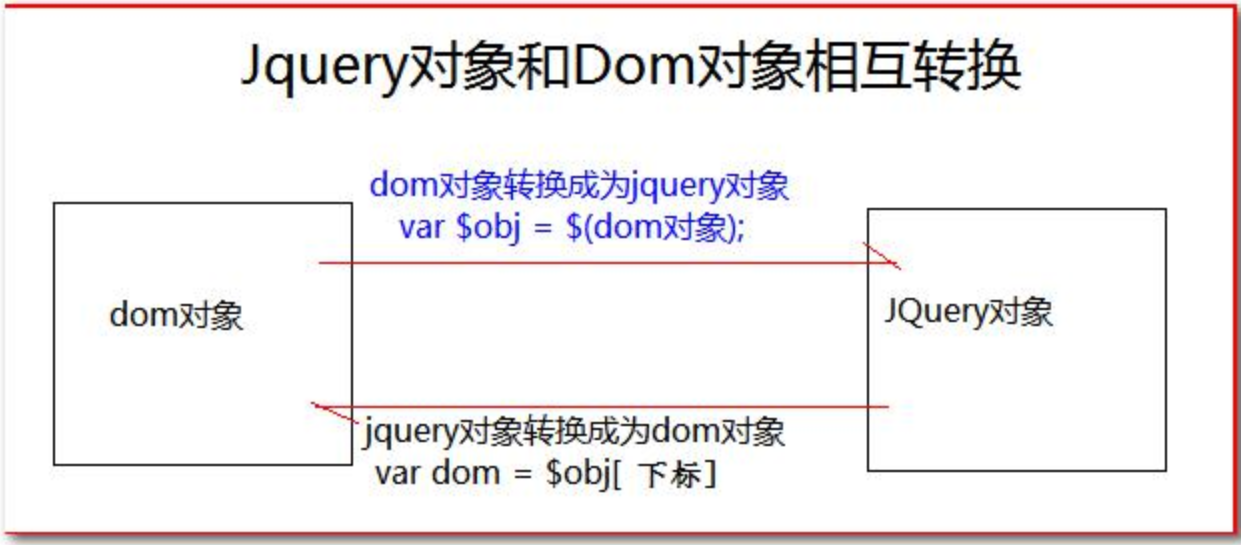 Jquery对象和Dom对象相互转换
dom对象转换成为jquery对象
var $obj = $(dom对象);
dom对象
JQuery对象
jquery对象转换成为dom对象
var dom = $obj[ 下标]